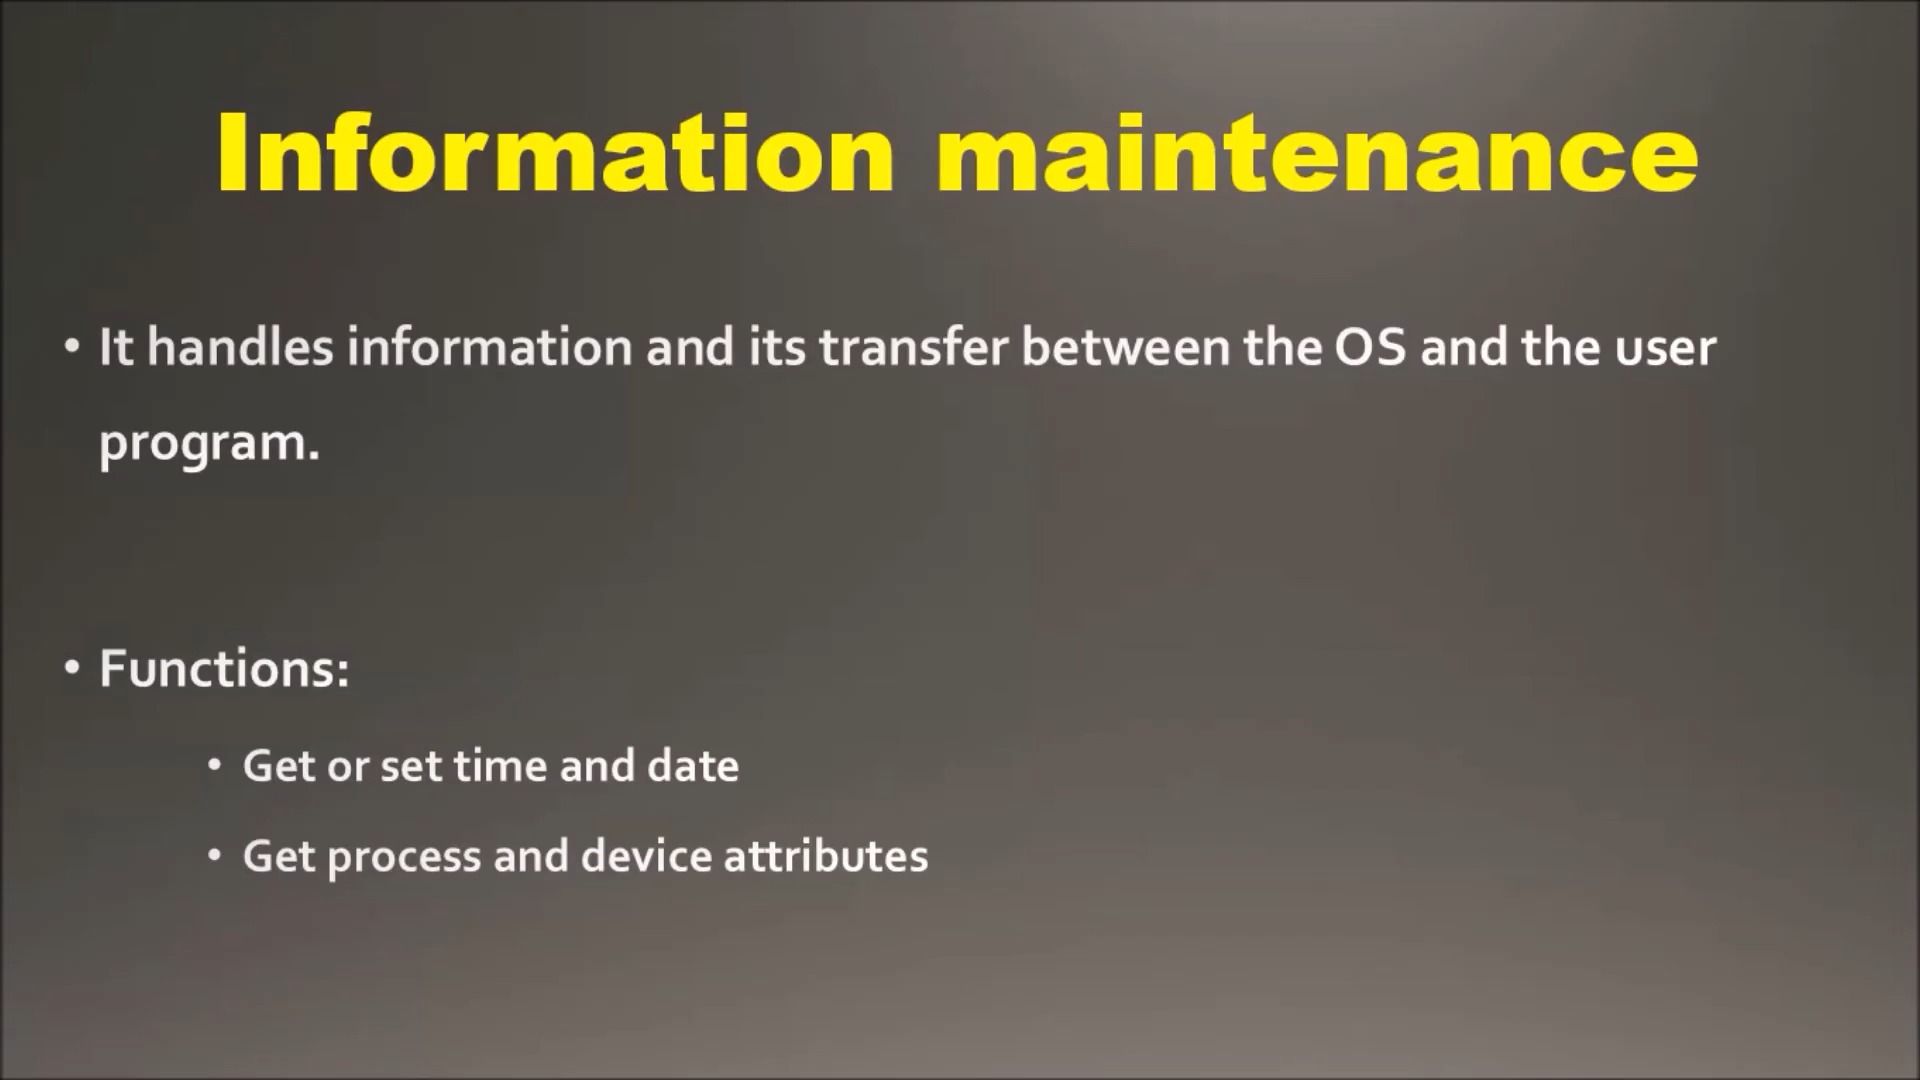 Information maintenance
• It handles information and its transfer between the OS and the user
program.
• Functions:
• Get or set time and date
• Get process and device attributes